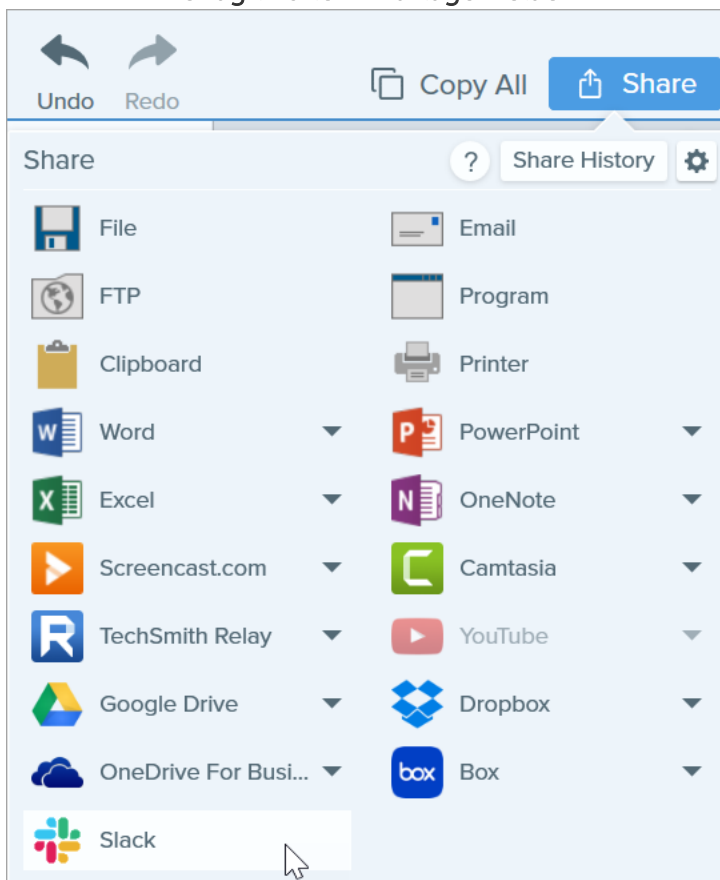 Undo
Redo
Copy All
Share
Share
?
Share History
File
Email
FTP
Program
Clipboard
Printer
W
Word
P
PowerPoint
X
Excel
N
OneNote
Screencast.com
Camtasia
R
TechSmith Relay
YouTube
Google Drive
Dropbox
OneDrive For Busi...
box
Box
Slack